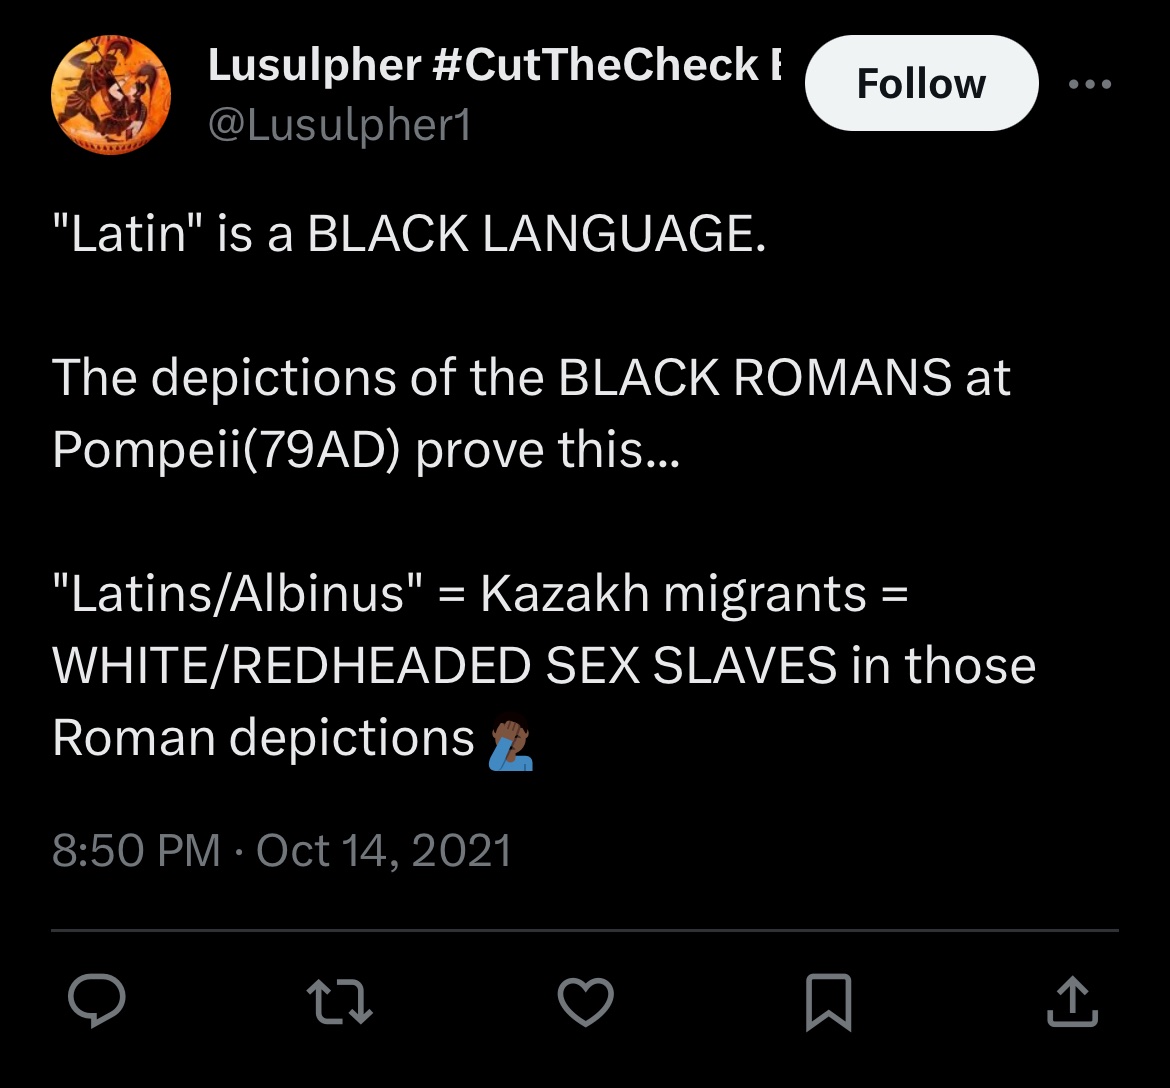 Lusulpher #CutTheCheck
Follow
@Lusulpher1
"Latin" is a BLACK LANGUAGE.
The depictions of the BLACK ROMANS at
Pompeii(79AD) prove this...
"Latins/Albinus" = Kazakh migrants =
WHITE/REDHEADED SEX SLAVES in those
Roman depictions 🤦🏾‍♂️
8:50 PM · Oct 14, 2021